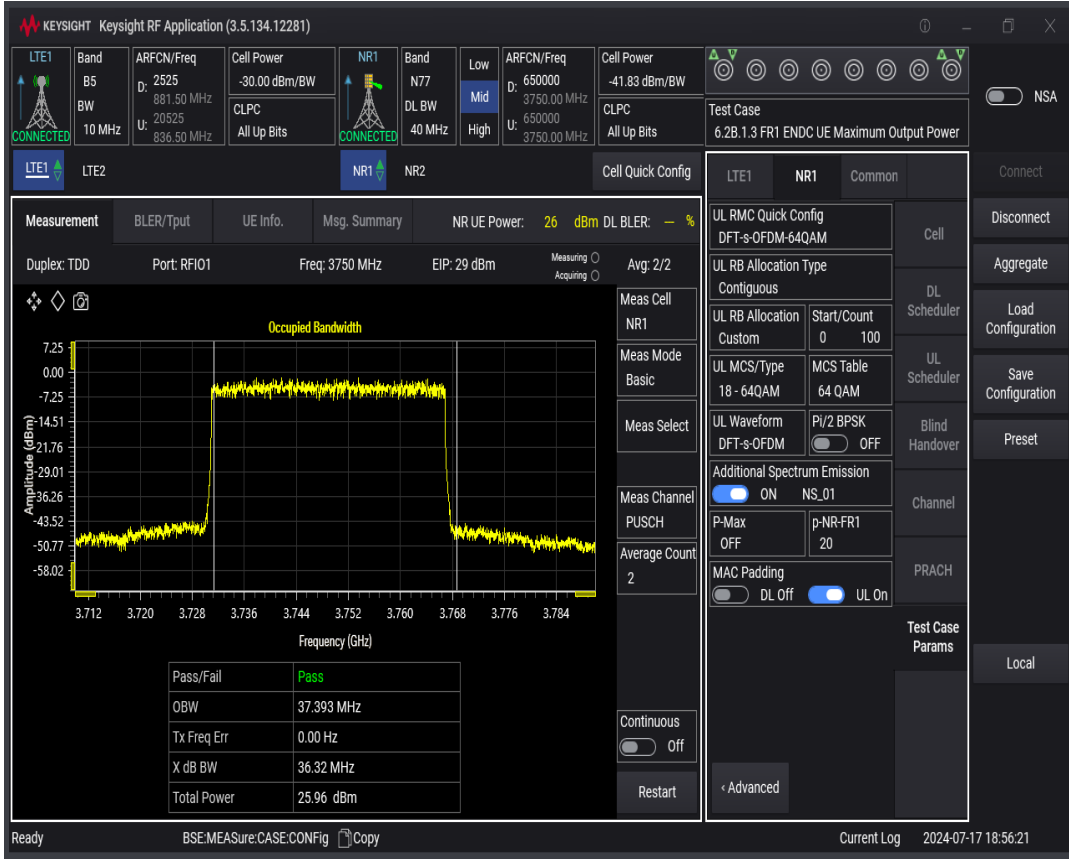 KEYSIGHT Keysight RF Application (3.5.134.12281)
LTE1
CONNECTED
Band
B5
BW
10 MHz
ARFCN/Freq
D: 2525
881.50 MHz
U: 20525
836.50 MHz
Cell Power
-30.00 dBm/BW
CLPC
All Up Bits
NR1
CONNECTED
Band
N77
DL BW
40 MHz
Low
Mid
High
ARFCN/Freq
D: 650000
3750.00 MHz
U: 650000
3750.00 MHz
Cell Power
-41.83 dBm/BW
CLPC
All Up Bits
Test Case
6.2B.1.3 FR1 ENDC UE Maximum Output Power
NSA
LTE1 LTE2 NR1 NR2 Cell Quick Config
Measurement BLER/Tput UE Info. Msg. Summary NR UE Power: 26 dBm DL BLER: — %
Duplex: TDD Port: RFIO1 Freq: 3750 MHz EIP: 29 dBm Measuring Acquiring Avg: 2/2
Occupied Bandwidth
Amplitude (dBm)
7.25
0.00
-7.25
-14.51
-21.76
-29.01
-36.26
-43.52
-50.77
-58.02
3.712 3.720 3.728 3.736 3.744 3.752 3.760 3.768 3.776 3.784
Frequency (GHz)
Pass/Fail Pass
OBW 37.393 MHz
Tx Freq Err 0.00 Hz
X dB BW 36.32 MHz
Total Power 25.96 dBm
Meas Cell
NR1
Meas Mode
Basic
Meas Select
Meas Channel
PUSCH
Average Count
2
Continuous
Off
Restart
LTE1 NR1 Common
UL RMC Quick Config
DFT-s-OFDM-64QAM
UL RB Allocation Type
Contiguous
UL RB Allocation
Custom
Start/Count
0 100
UL MCS/Type
18 - 64QAM
MCS Table
64 QAM
UL Waveform
DFT-s-OFDM
Pi/2 BPSK
OFF
Additional Spectrum Emission
ON NS_01
P-Max
OFF
p-NR-FR1
20
MAC Padding
DL Off UL On
‹ Advanced
Cell
DL
Scheduler
UL
Scheduler
Blind
Handover
Channel
PRACH
Test Case
Params
Connect
Disconnect
Aggregate
Load
Configuration
Save
Configuration
Preset
Local
Ready BSE:MEASure:CASE:CONFig Copy Current Log 2024-07-17 18:56:21